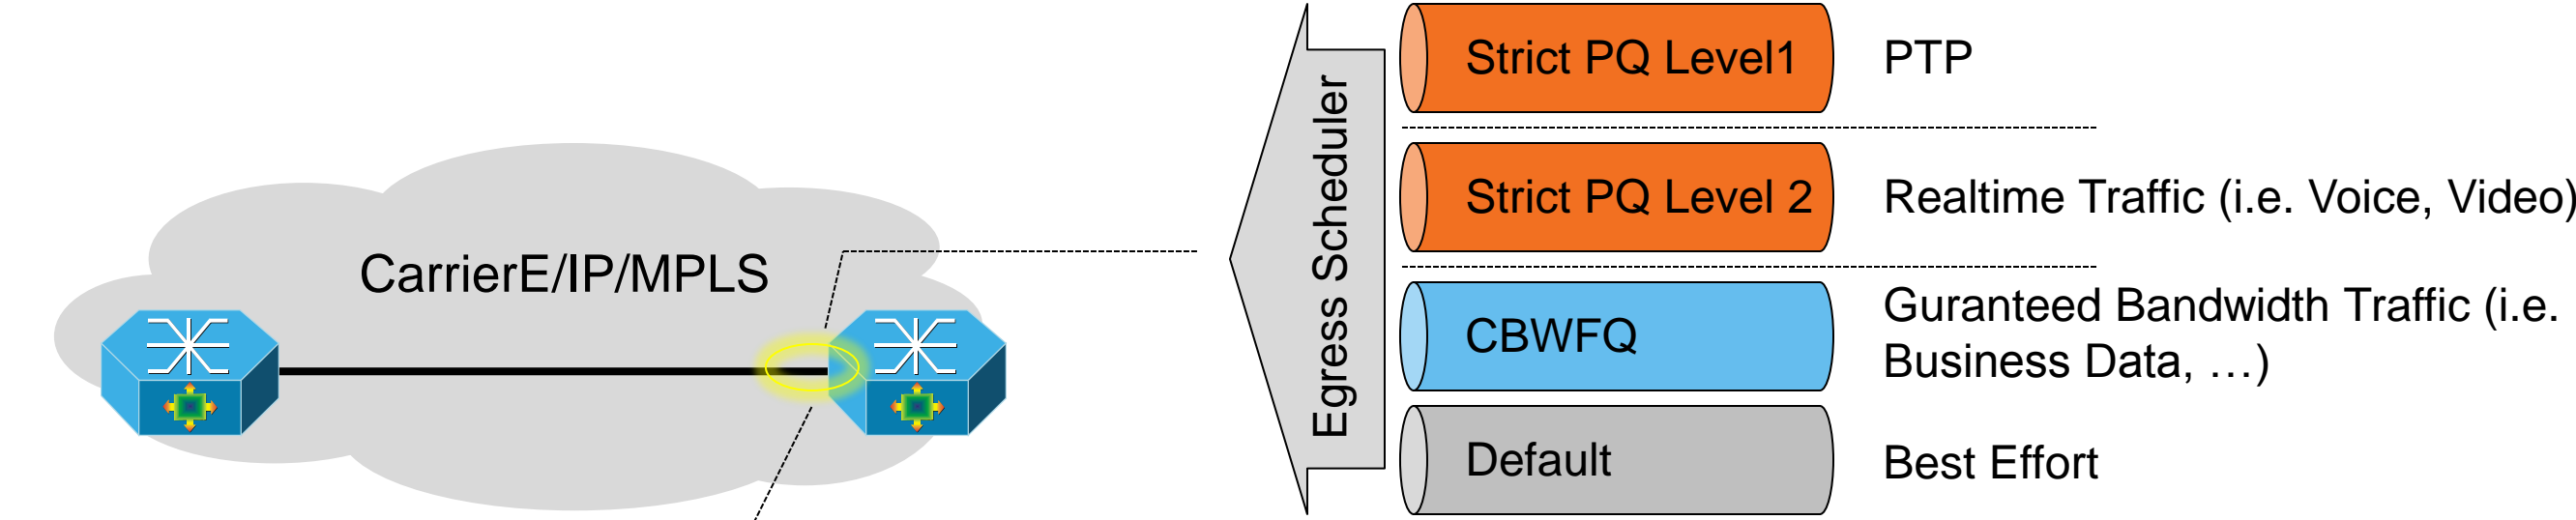 CarrierE/IP/MPLS
Egress Scheduler
Strict PQ Level1
PTP
Strict PQ Level 2
Realtime Traffic (i.e. Voice, Video)
CBWFQ
Guranteed Bandwidth Traffic (i.e.
Business Data, …)
Default
Best Effort